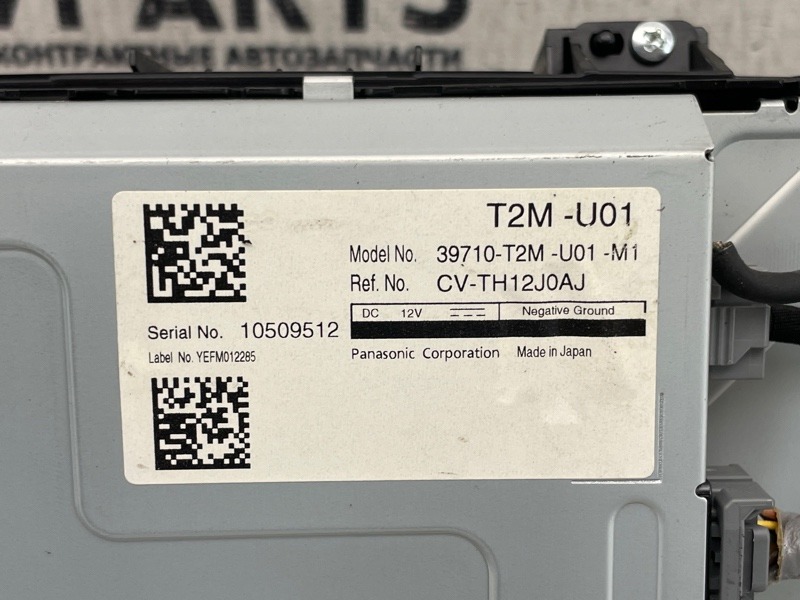 PARTS
КОНТРАКТНЫЕ АВТОЗАПЧАСТИ
T2M -U01
Model No. 39710-T2M -U01 -M1
Ref. No. CV-TH12J0AJ
DC 12V Negative Ground
Serial No. 10509512
Label No. YEFM012285
Panasonic Corporation Made in Japan